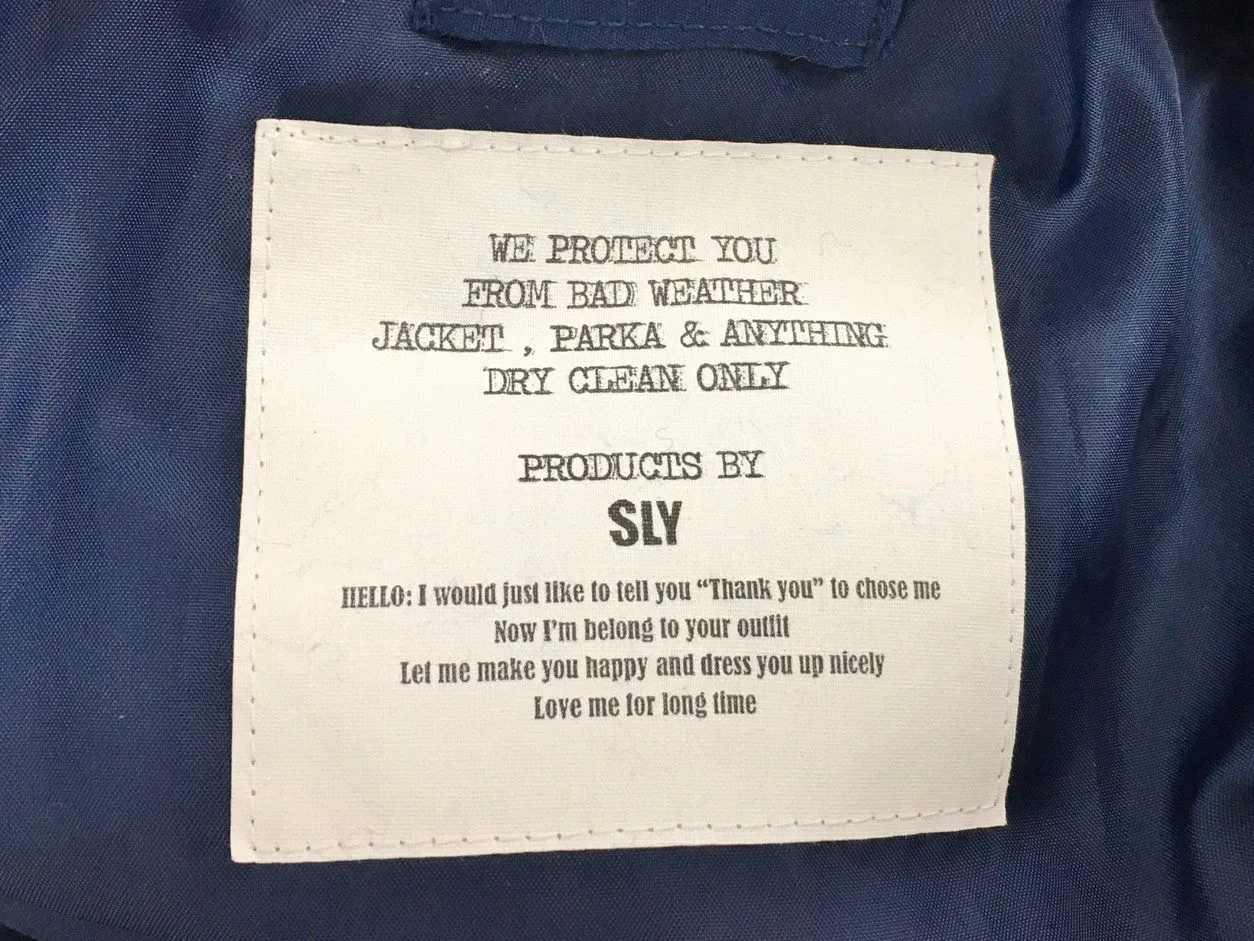 WE PROTECT YOU
FROM BAD WEATHER
JACKET , PARKA & ANYTHING
DRY CLEAN ONLY
PRODUCTS BY
SLY
HELLO: I would just like to tell you “Thank you” to chose me
Now I'm belong to your outfit
Let me make you happy and dress you up nicely
Love me for long time